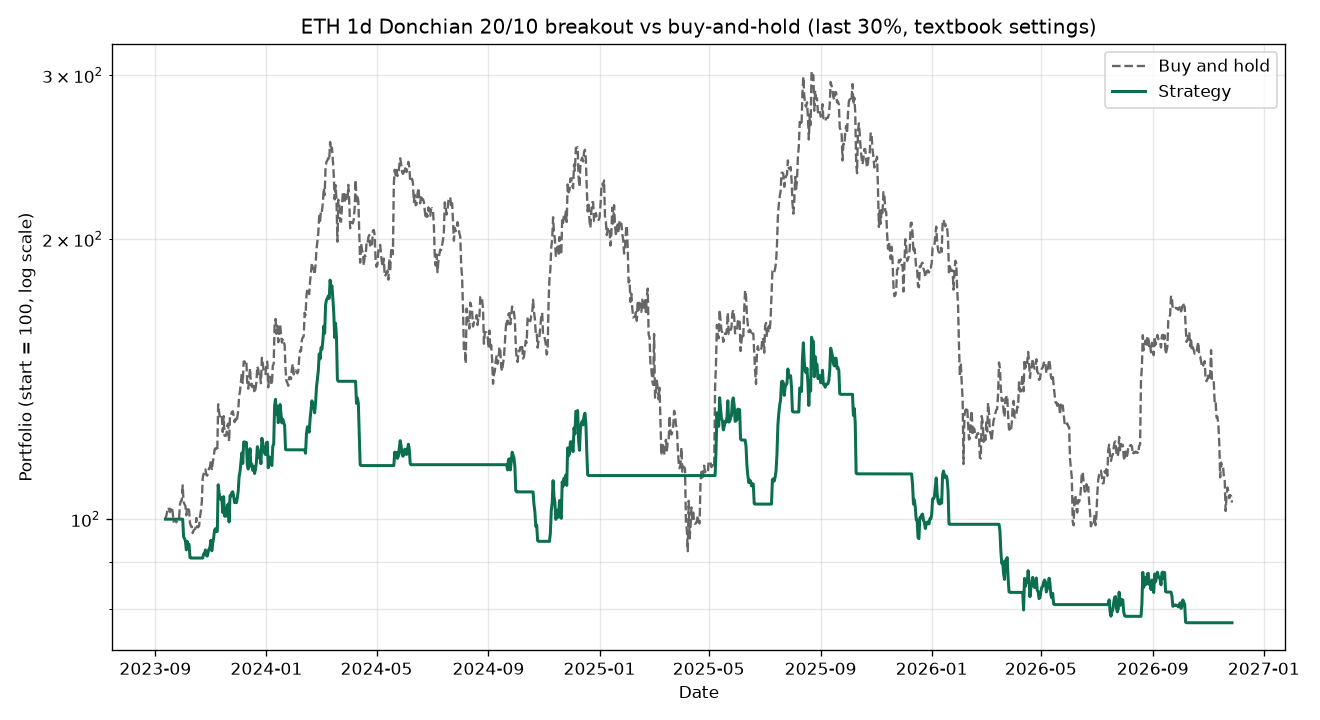 ETH 1d Donchian 20/10 breakout vs buy-and-hold (last 30%, textbook settings)
Buy and hold
Strategy
Portfolio (start = 100, log scale)
3 × 10²
2 × 10²
10²
2023-09 2024-01 2024-05 2024-09 2025-01 2025-05 2025-09 2026-01 2026-05 2026-09 2027-01
Date